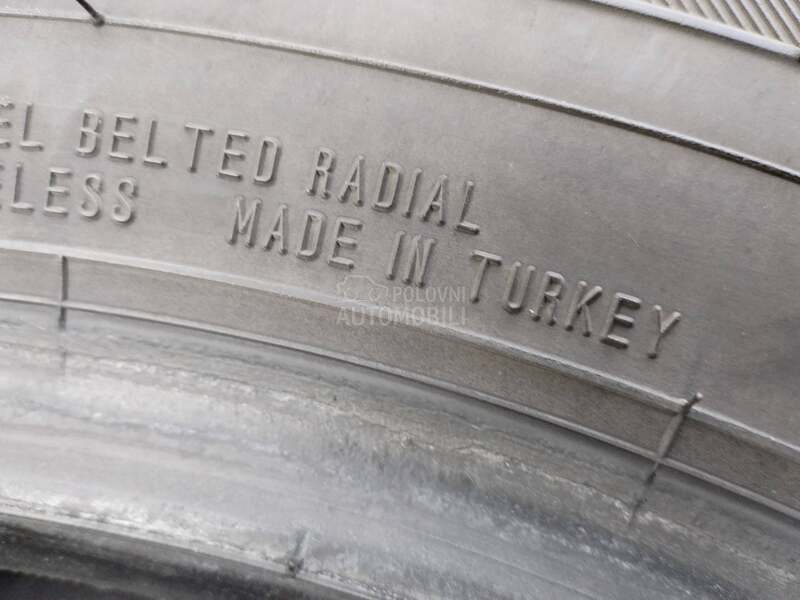 EL BELTED RADIAL
ELESS MADE IN TURKEY
POLOVNI
AUTOMOBILI